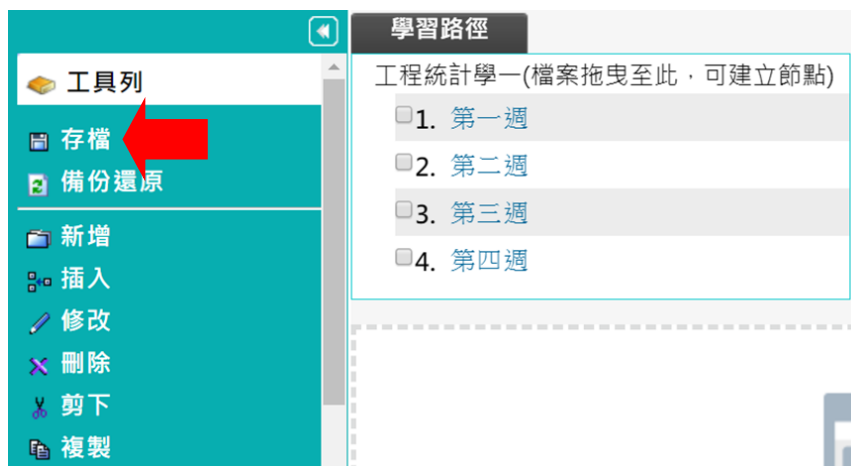 學習路徑
工具列
存檔
備份還原
新增
插入
修改
刪除
剪下
複製
工程統計學一(檔案拖曳至此，可建立節點)
1. 第一週
2. 第二週
3. 第三週
4. 第四週